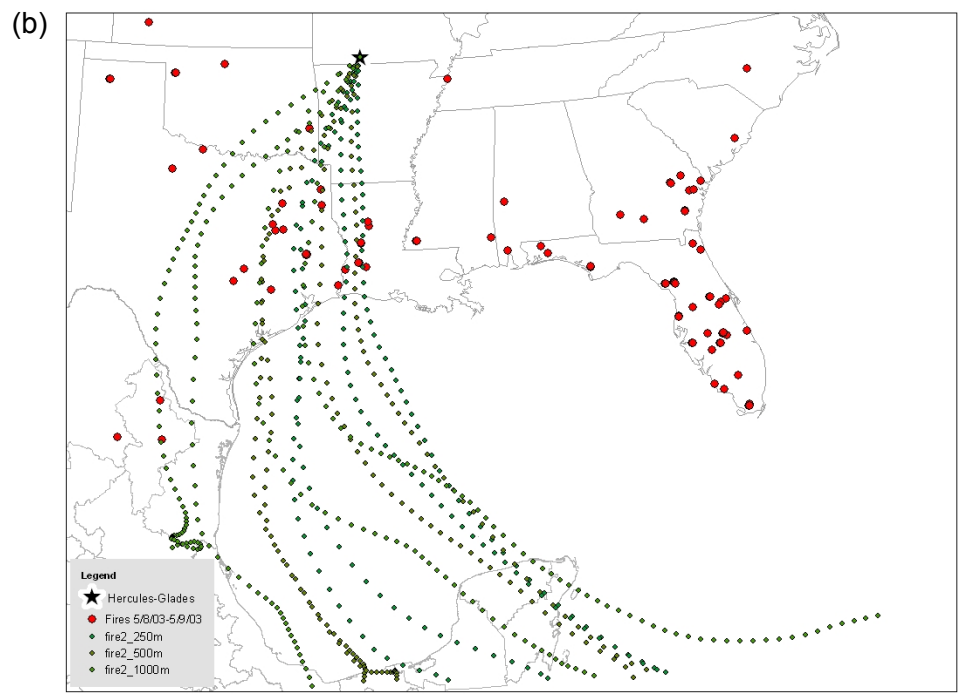 (b)
Legend
Hercules-Glades
Fires 5/8/03-5/9/03
fire2_250m
fire2_500m
fire2_1000m